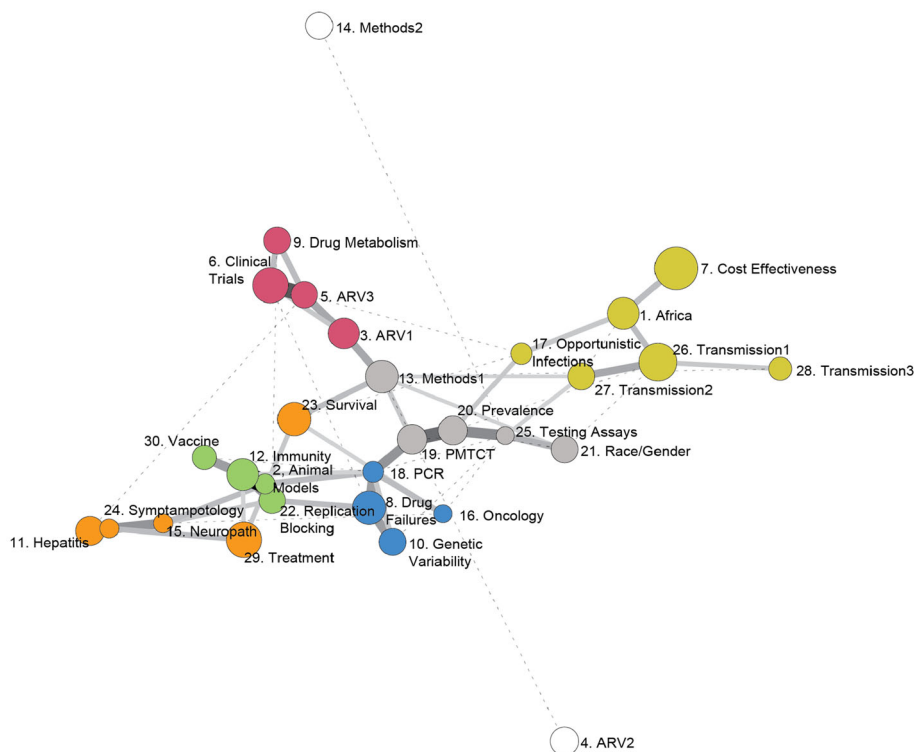 14. Methods2
9. Drug Metabolism
6. Clinical
Trials
5. ARV3
3. ARV1
7. Cost Effectiveness
1. Africa
17. Opportunistic
Infections
26. Transmission1
28. Transmission3
27. Transmission2
13. Methods1
23. Survival
20. Prevalence
25. Testing Assays
19. PMTCT
21. Race/Gender
30. Vaccine
12. Immunity
2. Animal
Models
18. PCR
24. Symptampotology
22. Replication
Blocking
8. Drug
Failures
16. Oncology
15. Neuropath
11. Hepatitis
29. Treatment
10. Genetic
Variability
4. ARV2